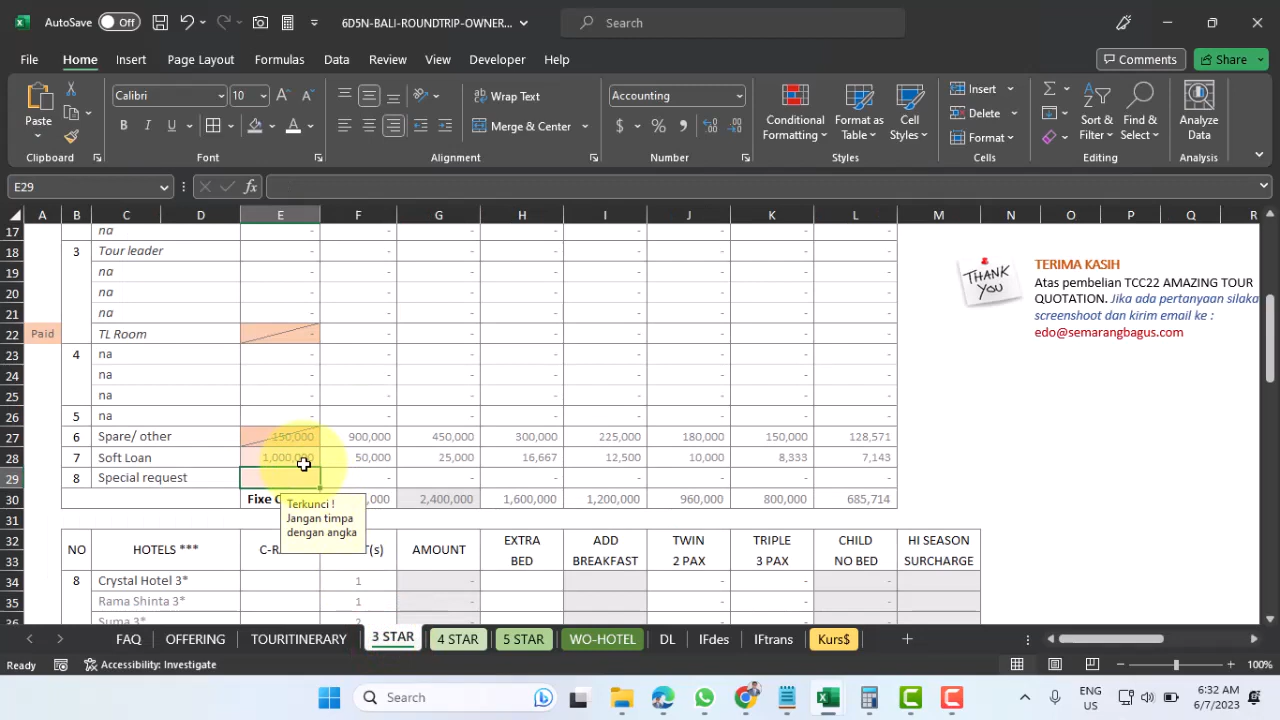 AutoSave Off 6D5N-BALI-ROUNDTRIP-OWNER... Search
File Home Insert Page Layout Formulas Data Review View Developer Help Comments Share
Paste Calibri 10 Wrap Text Accounting Conditional Formatting Format as Table Cell Styles Insert Sort & Filter Find & Select Analyze Data
B I U A Merge & Center $ % Delete Format
Clipboard Font Alignment Number Styles Cells Editing Analysis
E29 fx
A B C D E F G H I J K L M N O P Q R
17 na - - - - - - - -
18 3 Tour leader - - - - - - - -
19 na - - - - - - - -
20 na - - - - - - - -
21 na - - - - - - - -
22 Paid TL Room - - - - - - - -
23 4 na - - - - - - - -
24 na - - - - - - - -
25 na - - - - - - - -
26 5 na - - - - - - - -
27 6 Spare/ other 150,000 900,000 450,000 300,000 225,000 180,000 150,000 128,571
28 7 Soft Loan 1,000,000 50,000 25,000 16,667 12,500 10,000 8,333 7,143
29 8 Special request - - - - - - -
30 Fixe 2,400,000 1,600,000 1,200,000 960,000 800,000 685,714
THANK YOU
TERIMA KASIH
Atas pembelian TCC22 AMAZING TOUR
QUOTATION. Jika ada pertanyaan silaka
screenshoot dan kirim email ke :
edo@semarangbagus.com
Terkunci !
Jangan timpa
dengan angka
31
32 NO HOTELS *** AMOUNT EXTRA ADD TWIN TRIPLE CHILD HI SEASON
33 BED BREAKFAST 2 PAX 3 PAX NO BED SURCHARGE
34 8 Crystal Hotel 3* 1 - - - -
35 Rama Shinta 3* 1 - - - -
36 Suma 3* 2
FAQ OFFERING TOURITINERARY 3 STAR 4 STAR 5 STAR WO-HOTEL DL IFdes IFtrans Kurs$
Ready Accessibility: Investigate 100%
Search ENG US 6:32 AM 6/7/2023